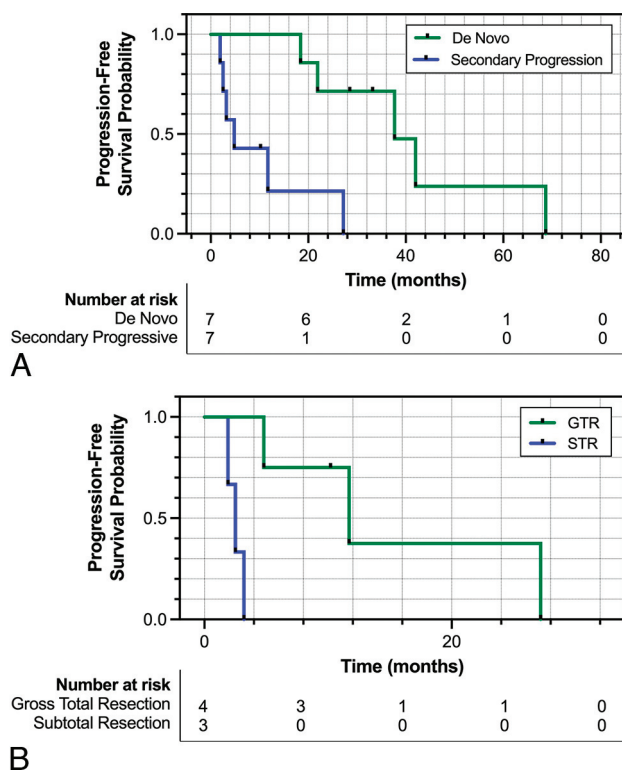 A
De Novo
Secondary Progression
Progression-Free
Survival Probability
1.0
0.5
0.0
0 20 40 60 80
Time (months)
Number at risk
De Novo 7 6 2 1 0
Secondary Progressive 7 1 0 0 0
A
GTR
STR
Progression-Free
Survival Probability
1.0
0.5
0.0
0 20
Time (months)
Number at risk
Gross Total Resection 4 3 1 1 0
Subtotal Resection 3 0 0 0 0
B